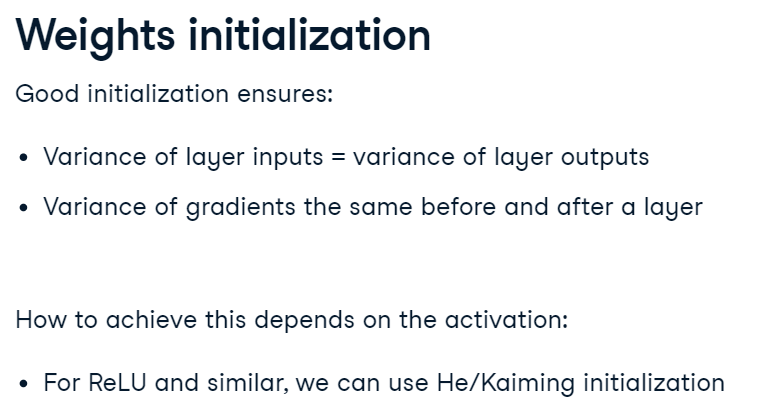 Weights initialization
Good initialization ensures:
• Variance of layer inputs = variance of layer outputs
• Variance of gradients the same before and after a layer
How to achieve this depends on the activation:
• For ReLU and similar, we can use He/Kaiming initialization